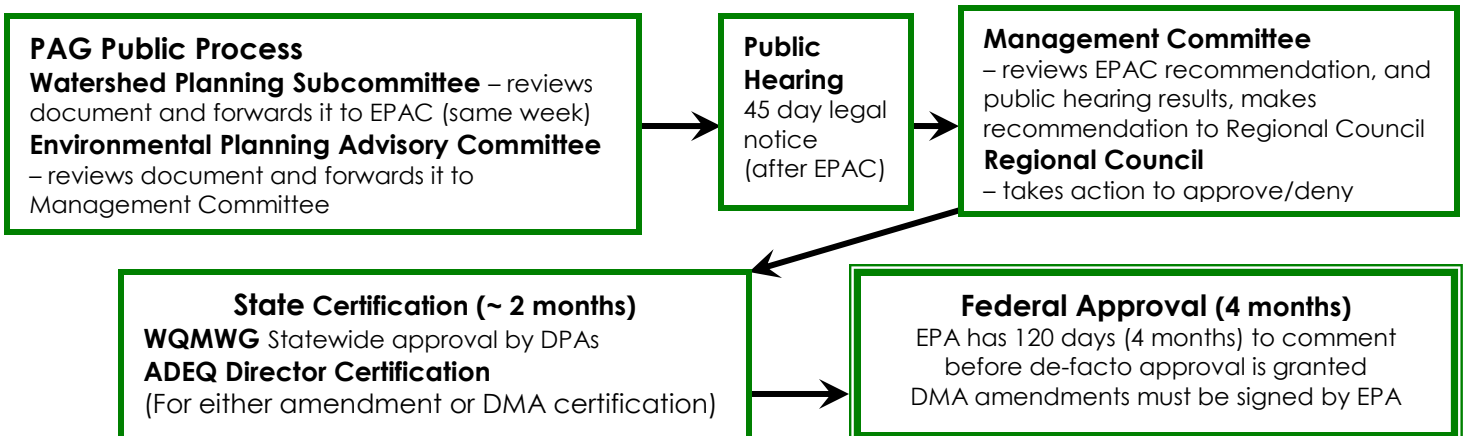 PAG Public Process
Watershed Planning Subcommittee – reviews
document and forwards it to EPAC (same week)
Environmental Planning Advisory Committee
– reviews document and forwards it to
Management Committee
Public
Hearing
45 day legal
notice
(after EPAC)
Management Committee
– reviews EPAC recommendation, and
public hearing results, makes
recommendation to Regional Council
Regional Council
– takes action to approve/deny
State Certification (~ 2 months)
WQMWG Statewide approval by DPAs
ADEQ Director Certification
(For either amendment or DMA certification)
Federal Approval (4 months)
EPA has 120 days (4 months) to comment
before de-facto approval is granted
DMA amendments must be signed by EPA